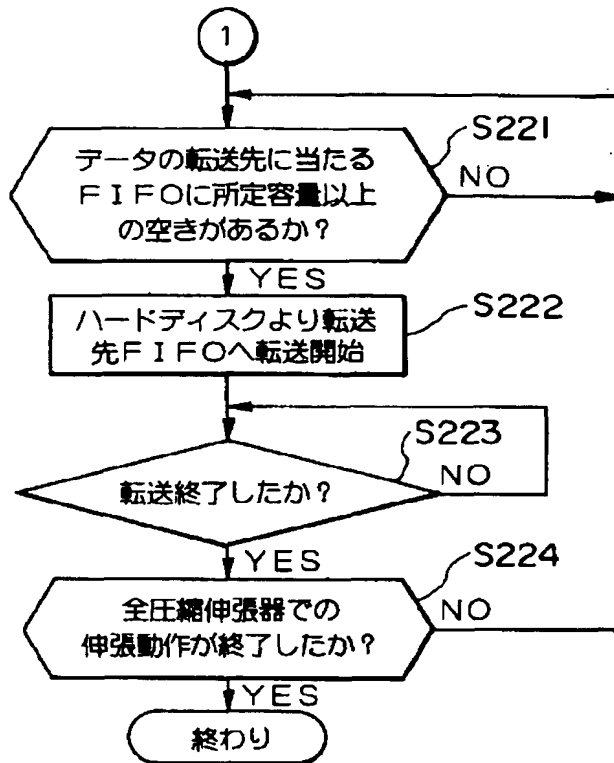 1
S221
データの転送先に当たる
ＦＩＦＯに所定容量以上
の空きがあるか？
NO
YES
S222
ハードディスクより転送
先ＦＩＦＯへ転送開始
S223
転送終了したか？
NO
YES
S224
全圧縮伸張器での
伸張動作が終了したか？
NO
YES
終わり